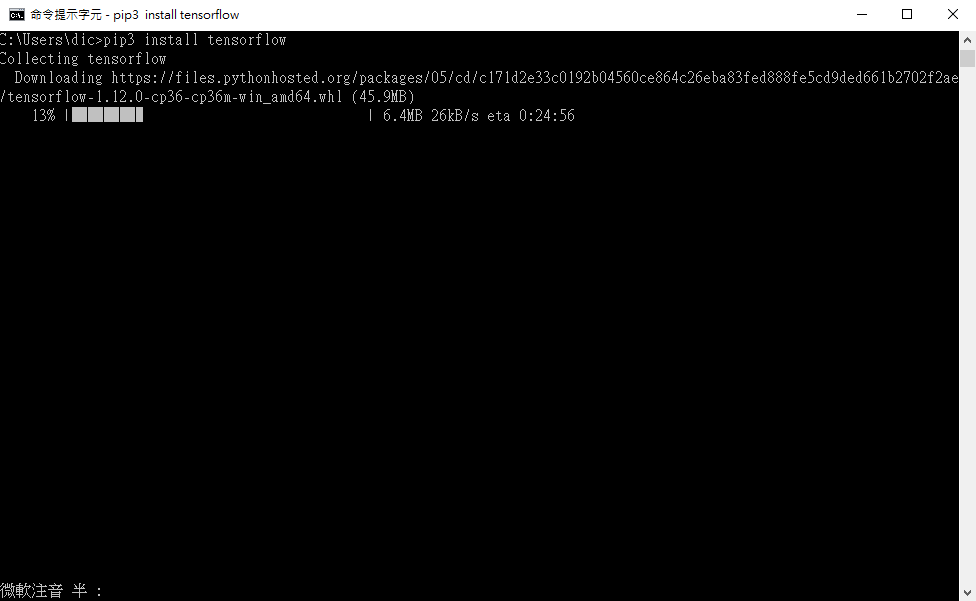 命令提示字元 - pip3 install tensorflow
C:\Users\dic>pip3 install tensorflow
Collecting tensorflow
Downloading https://files.pythonhosted.org/packages/05/cd/c171d2e33c0192b04560ce864c26eba83fed888fe5cd9ded661b2702f2ae
/tensorflow-1.12.0-cp36-cp36m-win_amd64.whl (45.9MB)
13% | | 6.4MB 26kB/s eta 0:24:56
微軟注音 半 :